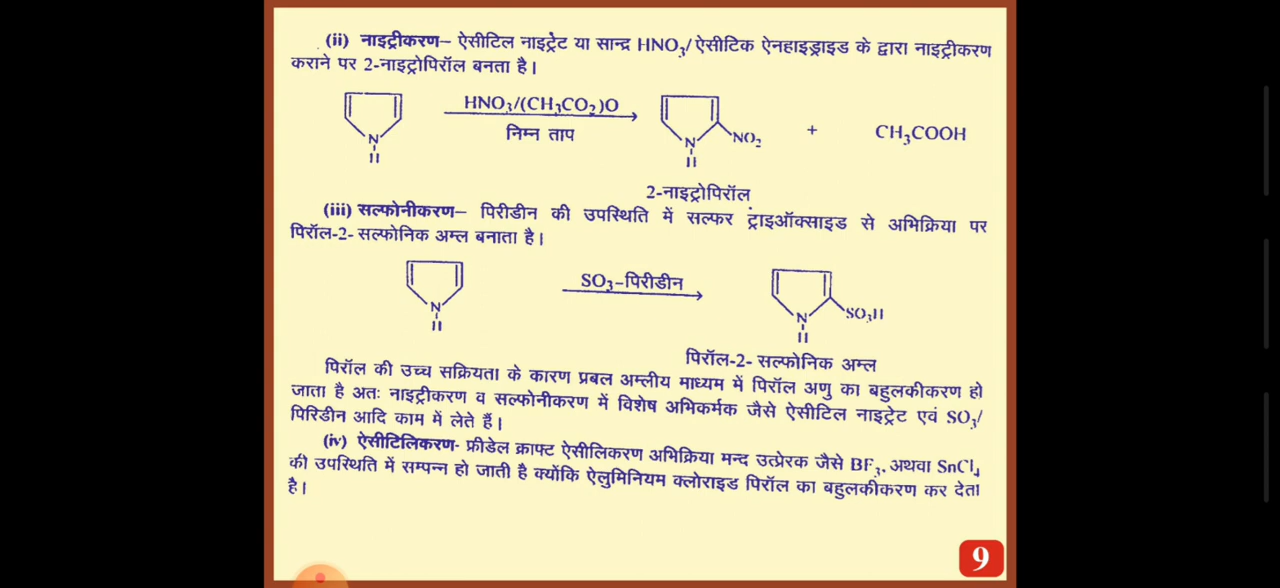 (ii) नाइट्रीकरण– ऐसीटिल नाइट्रेट या सान्द्र HNO₃/ ऐसीटिक ऐनहाइड्राइड के द्वारा नाइट्रीकरण
कराने पर 2-नाइट्रोपिरॉल बनता है।
HNO₃/(CH₃CO₂)O
निम्न ताप
N
H
N
H
NO₂
+
CH₃COOH
2-नाइट्रोपिरॉल
(iii) सल्फोनीकरण– पिरीडीन की उपस्थिति में सल्फर ट्राइऑक्साइड से अभिक्रिया पर
पिरॉल-2- सल्फोनिक अम्ल बनाता है।
SO₃–पिरीडीन
N
H
N
H
SO₃H
पिरॉल-2- सल्फोनिक अम्ल
पिरॉल की उच्च सक्रियता के कारण प्रबल अम्लीय माध्यम में पिरॉल अणु का बहुलकीकरण हो
जाता है अतः नाइट्रीकरण व सल्फोनीकरण में विशेष अभिकर्मक जैसे ऐसीटिल नाइट्रेट एवं SO₃/
पिरिडीन आदि काम में लेते हैं।
(iv) ऐसीटिलिकरण- फ्रीडेल क्राफ्ट ऐसीलिकरण अभिक्रिया मन्द उत्प्रेरक जैसे BF₃, अथवा SnCl₄
की उपस्थिति में सम्पन्न हो जाती है क्योंकि ऐलुमिनियम क्लोराइड पिरॉल का बहुलकीकरण कर देता
है।
9